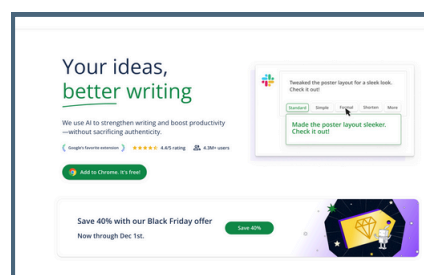 Your ideas,
better writing
We use AI to strengthen writing and boost productivity
—without sacrificing authenticity.
Google's favorite extension
4.4/5 rating
4.3M+ users
Add to Chrome. It's free!
Tweaked the poster layout for a sleek look.
Check it out!
Standard Simple Formal Shorten More
Made the poster layout sleeker.
Check it out!
Save 40% with our Black Friday offer
Now through Dec 1st.
Save 40%